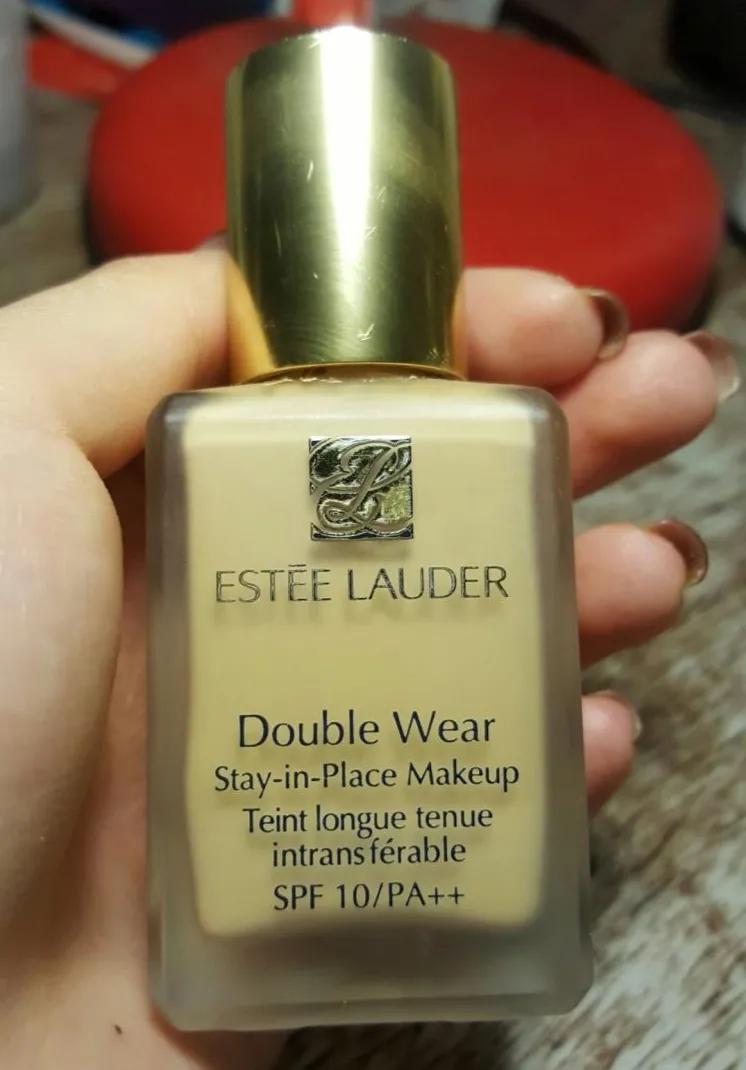 ESTĒE LAUDER
Double Wear
Stay-in-Place Makeup
Teint longue tenue
intransférable
SPF 10/PA++